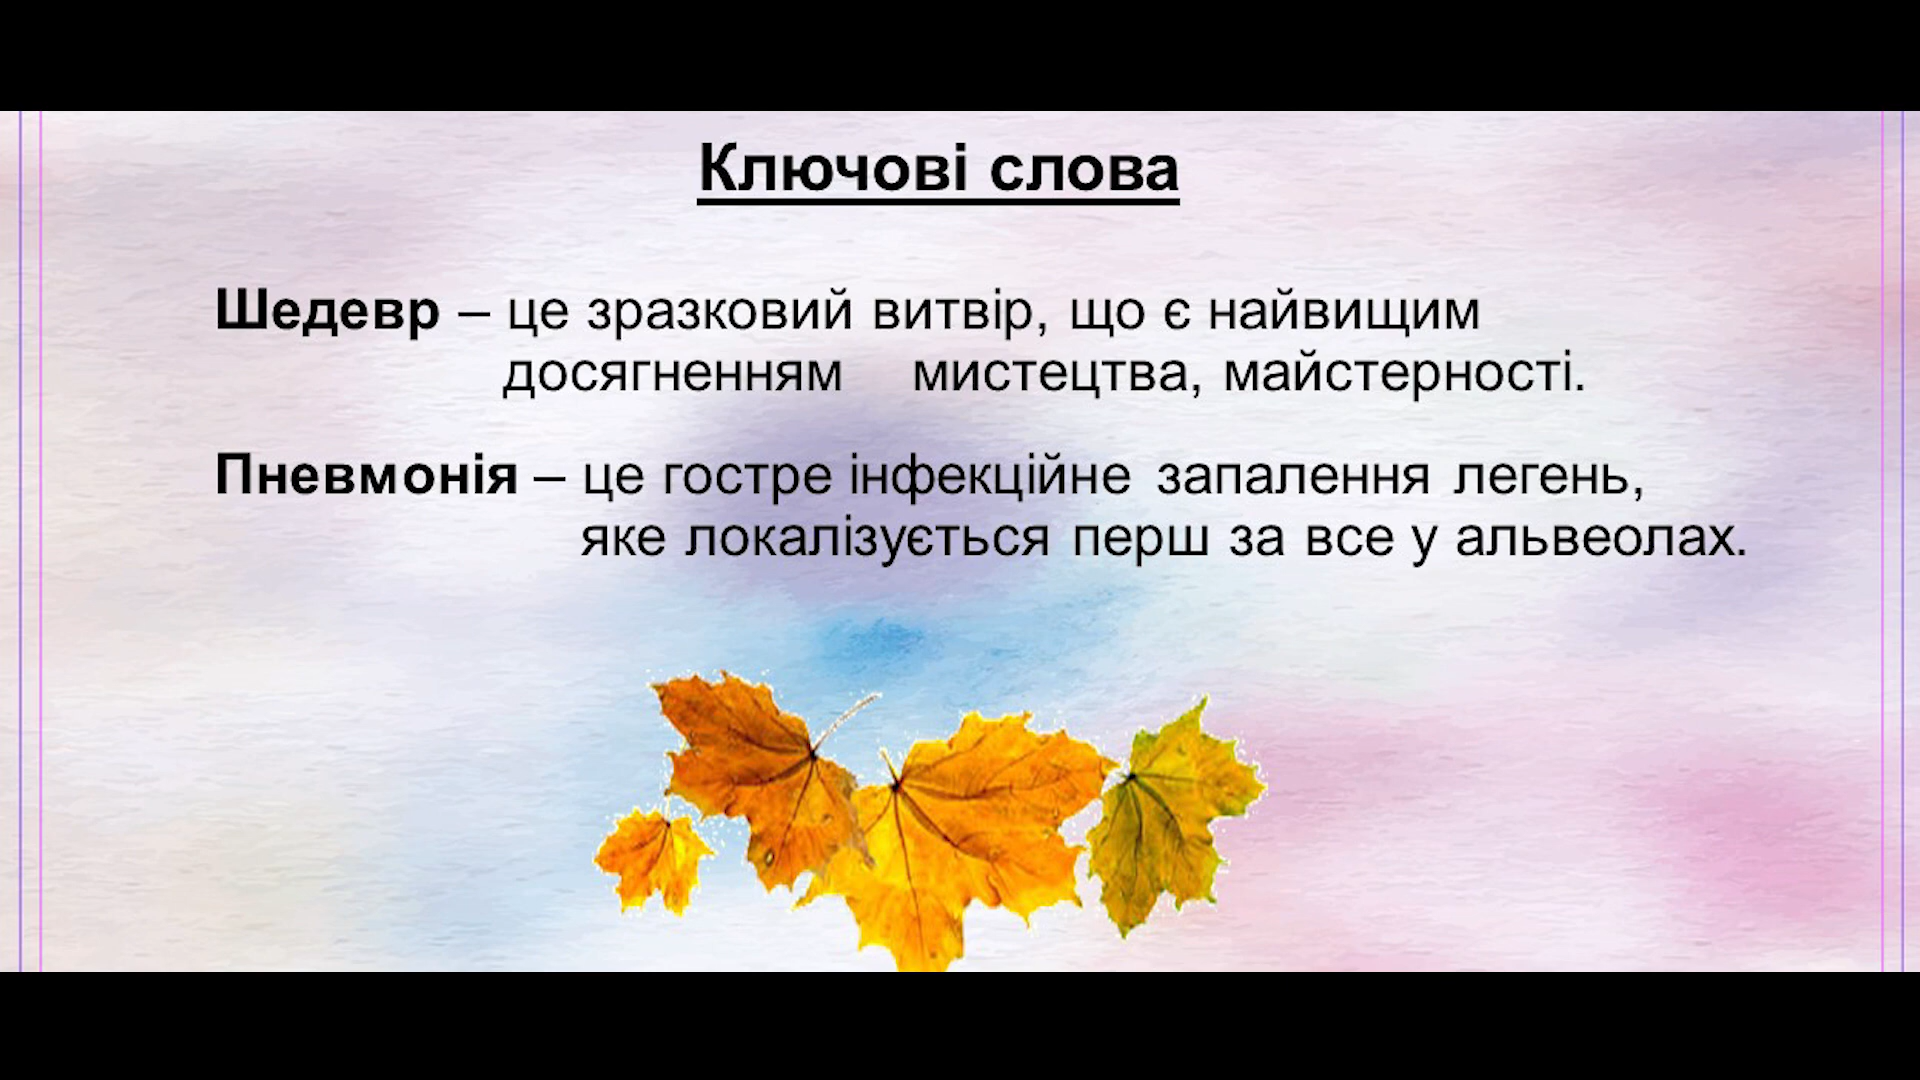 Ключові слова
Шедевр – це зразковий витвір, що є найвищим
досягненням мистецтва, майстерності.
Пневмонія – це гостре інфекційне запалення легень,
яке локалізується перш за все у альвеолах.